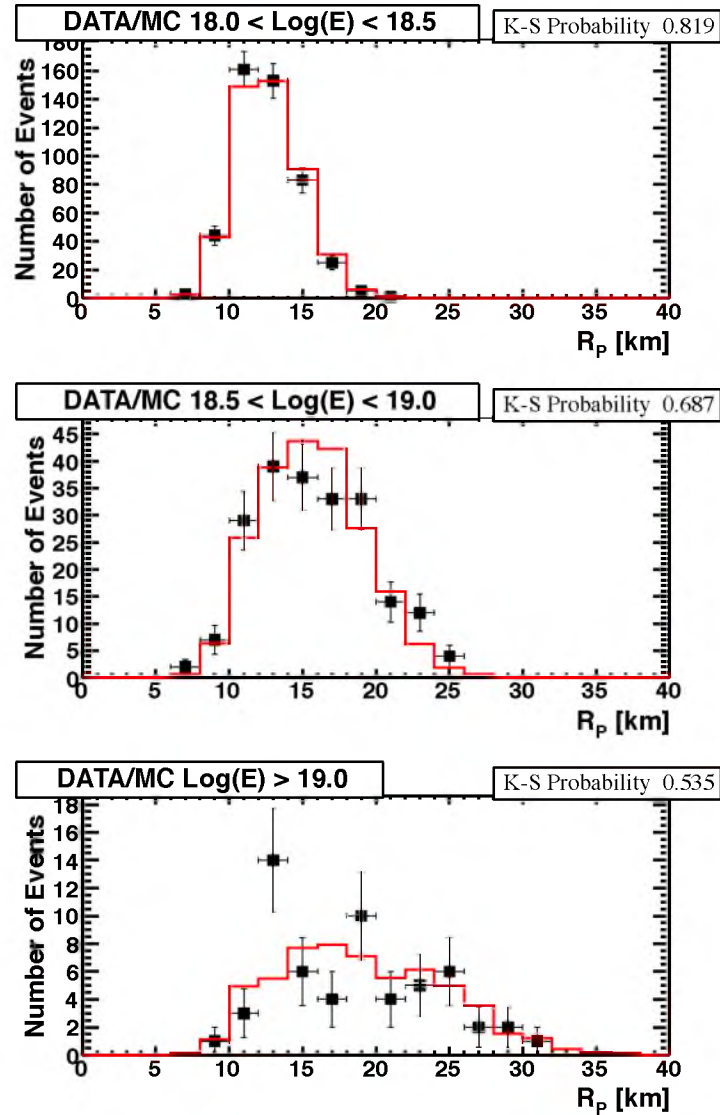 DATA/MC 18.0 < Log(E) < 18.5
K-S Probability 0.819
Number of Events
180
160
140
120
100
80
60
40
20
0
0 5 10 15 20 25 30 35 40
R_P [km]
DATA/MC 18.5 < Log(E) < 19.0
K-S Probability 0.687
Number of Events
45
40
35
30
25
20
15
10
5
0
0 5 10 15 20 25 30 35 40
R_P [km]
DATA/MC Log(E) > 19.0
K-S Probability 0.535
Number of Events
18
16
14
12
10
8
6
4
2
0
0 5 10 15 20 25 30 35 40
R_P [km]